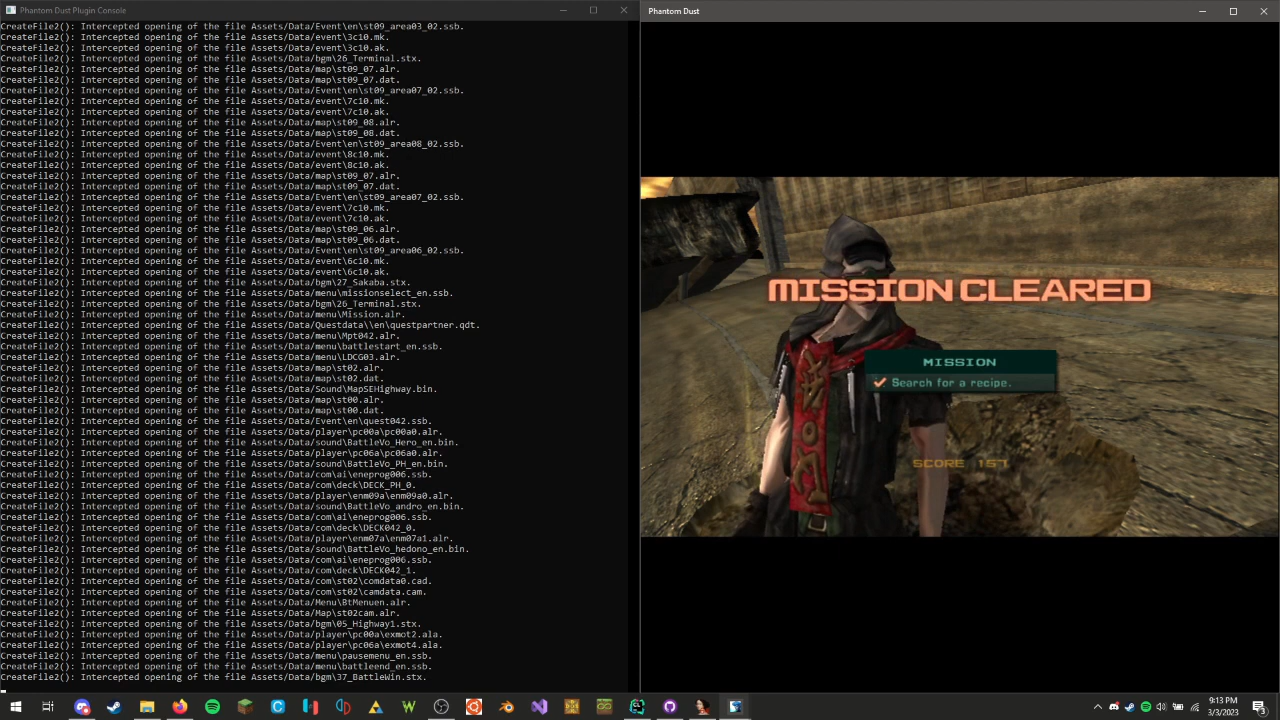 Phantom Dust Plugin Console
CreateFile2(): Intercepted opening of the file Assets/Data/Event\en\st09_area03_02.ssb.
CreateFile2(): Intercepted opening of the file Assets/Data/event\3c10.mk.
CreateFile2(): Intercepted opening of the file Assets/Data/event\3c10.ak.
CreateFile2(): Intercepted opening of the file Assets/Data/bgm\26_Terminal.stx.
CreateFile2(): Intercepted opening of the file Assets/Data/map\st09_07.alr.
CreateFile2(): Intercepted opening of the file Assets/Data/map\st09_07.dat.
CreateFile2(): Intercepted opening of the file Assets/Data/Event\en\st09_area07_02.ssb.
CreateFile2(): Intercepted opening of the file Assets/Data/event\7c10.mk.
CreateFile2(): Intercepted opening of the file Assets/Data/event\7c10.ak.
CreateFile2(): Intercepted opening of the file Assets/Data/map\st09_08.alr.
CreateFile2(): Intercepted opening of the file Assets/Data/map\st09_08.dat.
CreateFile2(): Intercepted opening of the file Assets/Data/Event\en\st09_area08_02.ssb.
CreateFile2(): Intercepted opening of the file Assets/Data/event\8c10.mk.
CreateFile2(): Intercepted opening of the file Assets/Data/event\8c10.ak.
CreateFile2(): Intercepted opening of the file Assets/Data/map\st09_07.alr.
CreateFile2(): Intercepted opening of the file Assets/Data/map\st09_07.dat.
CreateFile2(): Intercepted opening of the file Assets/Data/Event\en\st09_area07_02.ssb.
CreateFile2(): Intercepted opening of the file Assets/Data/event\7c10.mk.
CreateFile2(): Intercepted opening of the file Assets/Data/event\7c10.ak.
CreateFile2(): Intercepted opening of the file Assets/Data/map\st09_06.alr.
CreateFile2(): Intercepted opening of the file Assets/Data/map\st09_06.dat.
CreateFile2(): Intercepted opening of the file Assets/Data/Event\en\st09_area06_02.ssb.
CreateFile2(): Intercepted opening of the file Assets/Data/event\6c10.mk.
CreateFile2(): Intercepted opening of the file Assets/Data/event\6c10.ak.
CreateFile2(): Intercepted opening of the file Assets/Data/bgm\27_Sakaba.stx.
CreateFile2(): Intercepted opening of the file Assets/Data/menu\missionselect_en.ssb.
CreateFile2(): Intercepted opening of the file Assets/Data/bgm\26_Terminal.stx.
CreateFile2(): Intercepted opening of the file Assets/Data/menu\Mission.alr.
CreateFile2(): Intercepted opening of the file Assets/Data/Questdata\\en\questpartner.qdt.
CreateFile2(): Intercepted opening of the file Assets/Data/menu\Mpt042.alr.
CreateFile2(): Intercepted opening of the file Assets/Data/menu\battlestart_en.ssb.
CreateFile2(): Intercepted opening of the file Assets/Data/menu\LDCG03.alr.
CreateFile2(): Intercepted opening of the file Assets/Data/map\st02.alr.
CreateFile2(): Intercepted opening of the file Assets/Data/map\st02.dat.
CreateFile2(): Intercepted opening of the file Assets/Data/Sound\MapSEHighway.bin.
CreateFile2(): Intercepted opening of the file Assets/Data/map\st00.alr.
CreateFile2(): Intercepted opening of the file Assets/Data/map\st00.dat.
CreateFile2(): Intercepted opening of the file Assets/Data/Event\en\quest042.ssb.
CreateFile2(): Intercepted opening of the file Assets/Data/player\pc00a\pc00a0.alr.
CreateFile2(): Intercepted opening of the file Assets/Data/sound\BattleVo_Hero_en.bin.
CreateFile2(): Intercepted opening of the file Assets/Data/player\pc06a\pc06a0.alr.
CreateFile2(): Intercepted opening of the file Assets/Data/sound\BattleVo_PH_en.bin.
CreateFile2(): Intercepted opening of the file Assets/Data/com\ai\eneprog006.ssb.
CreateFile2(): Intercepted opening of the file Assets/Data/com\deck\DECK_PH_0.
CreateFile2(): Intercepted opening of the file Assets/Data/player\enm09a\enm09a0.alr.
CreateFile2(): Intercepted opening of the file Assets/Data/sound\BattleVo_andro_en.bin.
CreateFile2(): Intercepted opening of the file Assets/Data/com\ai\eneprog006.ssb.
CreateFile2(): Intercepted opening of the file Assets/Data/com\deck\DECK042_0.
CreateFile2(): Intercepted opening of the file Assets/Data/player\enm07a\enm07a1.alr.
CreateFile2(): Intercepted opening of the file Assets/Data/sound\BattleVo_hedono_en.bin.
CreateFile2(): Intercepted opening of the file Assets/Data/com\ai\eneprog006.ssb.
CreateFile2(): Intercepted opening of the file Assets/Data/com\deck\DECK042_1.
CreateFile2(): Intercepted opening of the file Assets/Data/com\st02\comdata0.cad.
CreateFile2(): Intercepted opening of the file Assets/Data/com\st02\camdata.cam.
CreateFile2(): Intercepted opening of the file Assets/Data/Menu\BtMenuen.alr.
CreateFile2(): Intercepted opening of the file Assets/Data/Map\st02cam.alr.
CreateFile2(): Intercepted opening of the file Assets/Data/bgm\05_Highway1.stx.
CreateFile2(): Intercepted opening of the file Assets/Data/player\pc00a\exmot2.ala.
CreateFile2(): Intercepted opening of the file Assets/Data/player\pc06a\exmot4.ala.
CreateFile2(): Intercepted opening of the file Assets/Data/menu\pausemenu_en.ssb.
CreateFile2(): Intercepted opening of the file Assets/Data/menu\battleend_en.ssb.
CreateFile2(): Intercepted opening of the file Assets/Data/bgm\37_BattleWin.stx.
Phantom Dust
MISSION CLEARED
MISSION
Search for a recipe.
SCORE 157
9:13 PM
3/3/2023